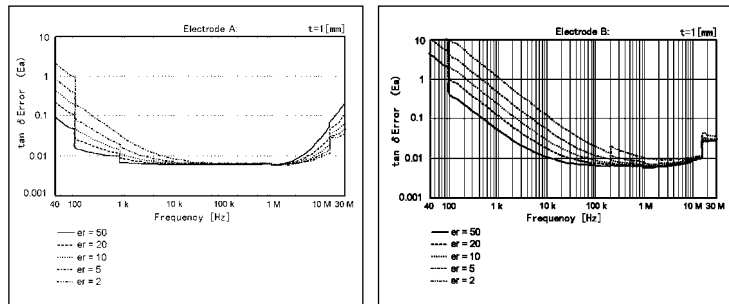 Electrode A: t=1[mm]
10
1
0.1
0.01
0.001
tan δ Error (Ea)
40 100 1 k 10 k 100 k 1 M 10 M 30 M
Frequency [Hz]
er = 50
er = 20
er = 10
er = 5
er = 2
Electrode B: t=1[mm]
10
1
0.1
0.01
0.001
tan δ Error (Ea)
40 100 1 k 10 k 100 k 1 M 10 M 30 M
Frequency [Hz]
er = 50
er = 20
er = 10
er = 5
er = 2